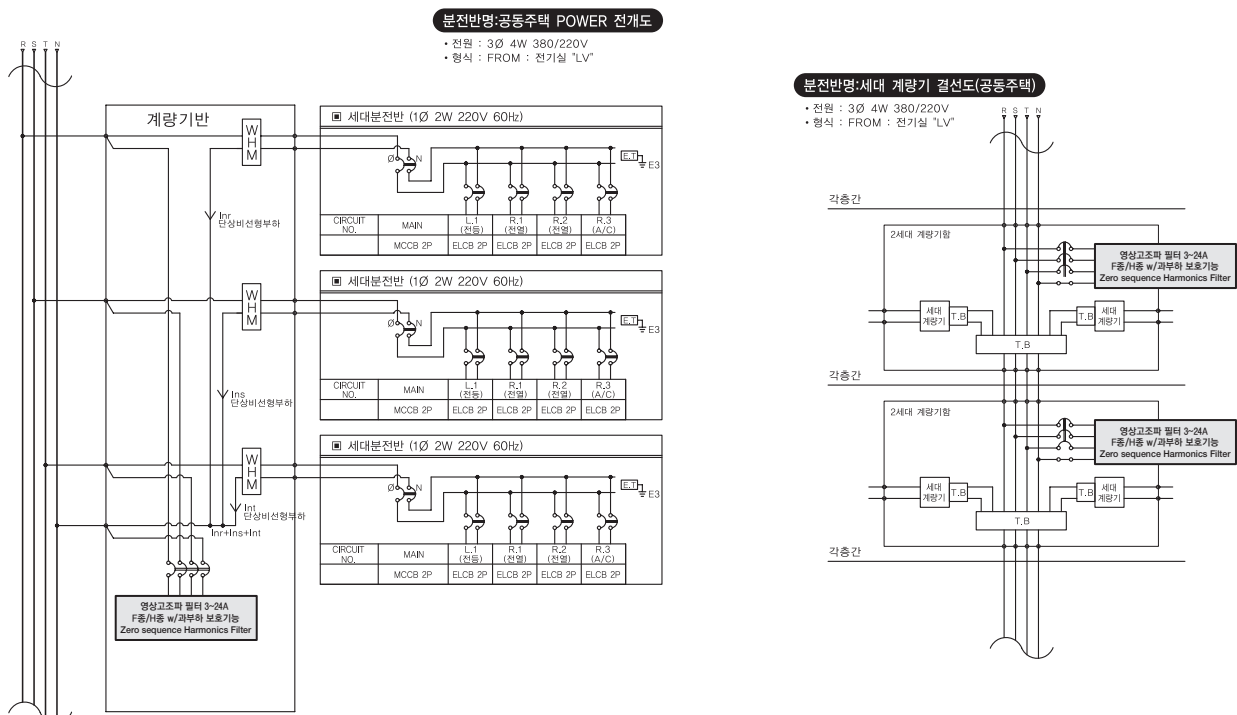 분전반명:공동주택 POWER 전개도
• 전원 : 3Ø 4W 380/220V
• 형식 : FROM : 전기실 "LV"
R S T N
계량기반
WHM
Inr
단상비선형부하
▣ 세대분전반 (1Ø 2W 220V 60Hz)
Ø N
E.T
E3
CIRCUIT NO. MAIN L.1 (전등) R.1 (전열) R.2 (전열) R.3 (A/C)
MCCB 2P ELCB 2P ELCB 2P ELCB 2P ELCB 2P
WHM
Ins
단상비선형부하
▣ 세대분전반 (1Ø 2W 220V 60Hz)
Ø N
E.T
E3
CIRCUIT NO. MAIN L.1 (전등) R.1 (전열) R.2 (전열) R.3 (A/C)
MCCB 2P ELCB 2P ELCB 2P ELCB 2P ELCB 2P
WHM
Int
단상비선형부하
Inr+Ins+Int
▣ 세대분전반 (1Ø 2W 220V 60Hz)
Ø N
E.T
E3
CIRCUIT NO. MAIN L.1 (전등) R.1 (전열) R.2 (전열) R.3 (A/C)
MCCB 2P ELCB 2P ELCB 2P ELCB 2P ELCB 2P
영상고조파 필터 3~24A
F종/H종 w/과부하 보호기능
Zero sequence Harmonics Filter
분전반명:세대 계량기 결선도(공동주택)
• 전원 : 3Ø 4W 380/220V
• 형식 : FROM : 전기실 "LV"
R S T N
각층간
2세대 계량기함
영상고조파 필터 3~24A
F종/H종 w/과부하 보호기능
Zero sequence Harmonics Filter
세대 계량기 T.B
T.B 세대 계량기
T.B
각층간
2세대 계량기함
영상고조파 필터 3~24A
F종/H종 w/과부하 보호기능
Zero sequence Harmonics Filter
세대 계량기 T.B
T.B 세대 계량기
T.B
각층간